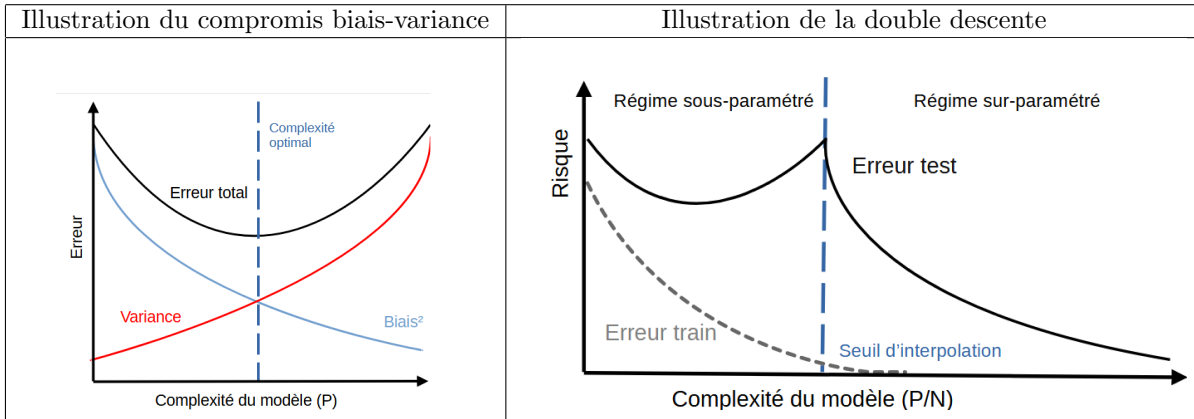 Illustration du compromis biais-variance
Complexité
optimal
Erreur total
Erreur
Variance
Biais²
Complexité du modèle (P)
Illustration de la double descente
Régime sous-paramétré
Régime sur-paramétré
Risque
Erreur test
Erreur train
Seuil d'interpolation
Complexité du modèle (P/N)